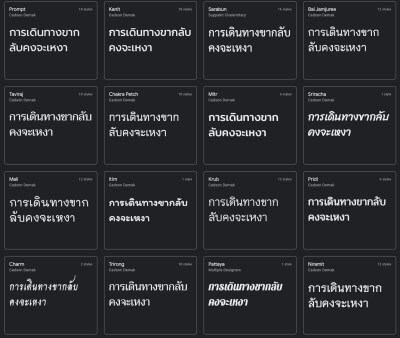 Prompt
18 styles
Cadson Demak
การเดินทางขาก
ลับคงจะเหงา
Kanit
18 styles
Cadson Demak
การเดินทางขาก
ลับคงจะเหงา
Sarabun
16 styles
Suppakit Chalermlarp
การเดินทางขากลับ
คงจะเหงา
Bai Jamjuree
12 styles
Cadson Demak
การเดินทางขาก
ลับคงจะเหงา
Taviraj
18 styles
Cadson Demak
การเดินทางขากลับ
คงจะเหงา
Chakra Petch
10 styles
Cadson Demak
การเดินทางขาก
ลับคงจะเหงา
Mitr
6 styles
Cadson Demak
การเดินทางขาก
ลับคงจะเหงา
Sriracha
1 style
Cadson Demak
การเดินทางขากลับ
คงจะเหงา
Mali
12 styles
Cadson Demak
การเดินทางขาก
ลับคงจะเหงา
Itim
1 style
Cadson Demak
การเดินทางขากลับ
คงจะเหงา
Krub
12 styles
Cadson Demak
การเดินทางขาก
ลับคงจะเหงา
Pridi
6 styles
Cadson Demak
การเดินทางขากลับ
คงจะเหงา
Charm
2 styles
Cadson Demak
การเดินทางขากลับ
คงจะเหงา
Trirong
18 styles
Cadson Demak
การเดินทางขากลับ
คงจะเหงา
Pattaya
1 style
Multiple Designers
การเดินทางขากลับ
คงจะเหงา
Niramit
12 styles
Cadson Demak
การเดินทางขากลับ
คงจะเหงา